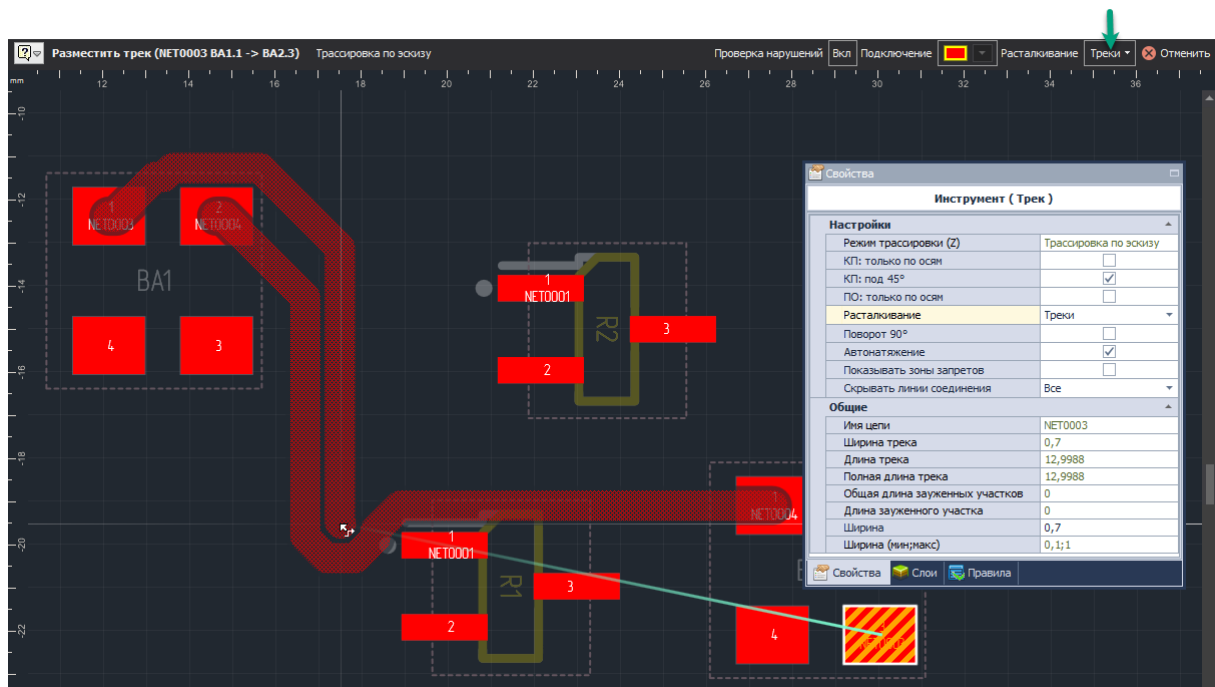 Разместить трек (NET0003 BA1.1 -> BA2.3) Трассировка по эскизу Проверка нарушений Вкл Подключение Расталкивание Треки Отменить
mm 12 14 16 18 20 22 24 26 28 30 32 34 36
-10
-12
-14
-16
-18
-20
-22
1
NET0003
2
NET0004
BA1
4
3
1
NET0001
R2
3
2
1
NET0004
1
NET0001
R1
3
2
4
Свойства
Инструмент ( Трек )
Настройки
Режим трассировки (Z) Трассировка по эскизу
КП: только по осям
КП: под 45°
ПО: только по осям
Расталкивание Треки
Поворот 90°
Автонатяжение
Показывать зоны запретов
Скрывать линии соединения Все
Общие
Имя цепи NET0003
Ширина трека 0,7
Длина трека 12,9988
Полная длина трека 12,9988
Общая длина зауженных участков 0
Длина зауженного участка 0
Ширина 0,7
Ширина (мин;макс) 0,1;1
Свойства Слои Правила